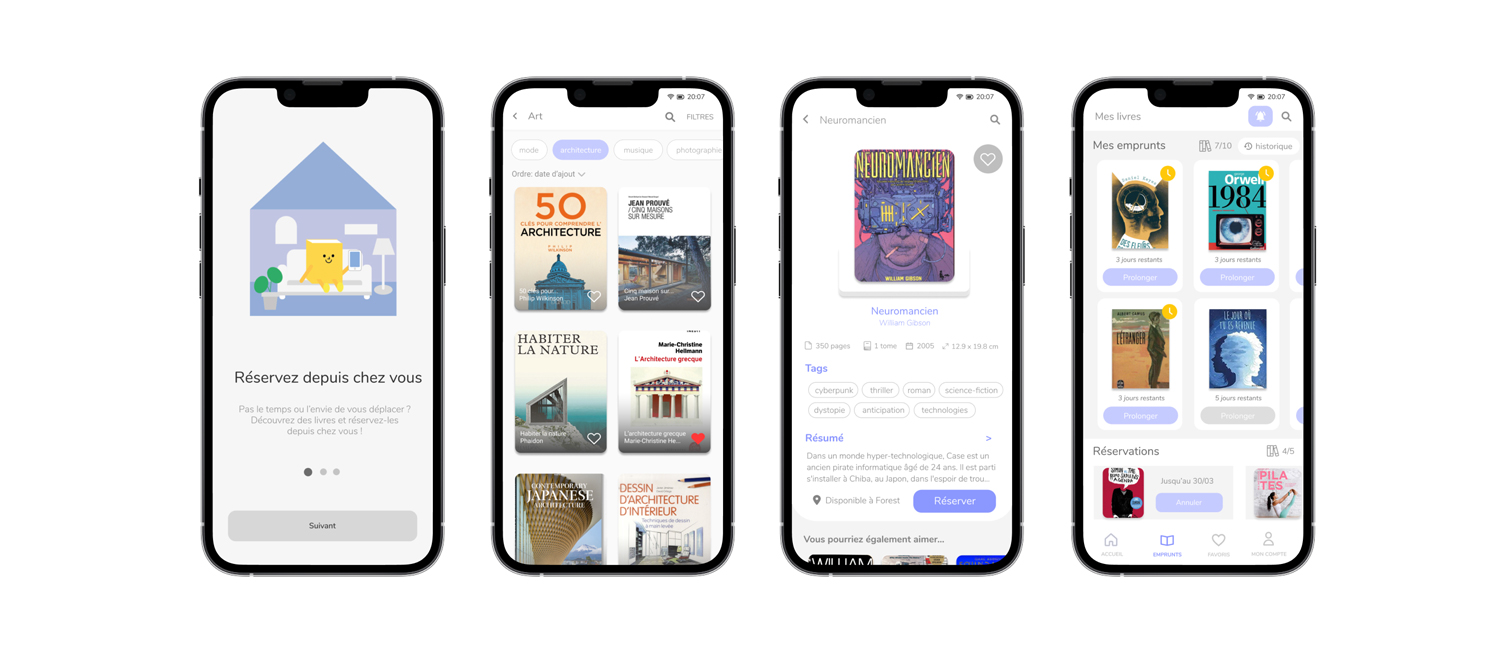 Réservez depuis chez vous
Pas le temps ou l'envie de vous déplacer ?
Découvrez des livres et réservez-les
depuis chez vous !
Suivant
20:07
Art
FILTRES
mode
architecture
musique
photographie
Ordre: date d'ajout
50
CLÉS POUR COMPRENDRE L'
ARCHITECTURE
PHILIP
WILKINSON
50 clés pour...
Philip Wilkinson
JEAN PROUVÉ
/CINQ MAISONS
SUR MESURE
Cinq maison sur...
Jean Prouvé
HABITER
LA NATURE
Habiter la nature
Phaidon
Marie-Christine
Hellmann
L'Architecture grecque
L'architecture grecque
Marie-Christine He...
CONTEMPORARY
JAPANESE
ARCHITECTURE
DESSIN
D'ARCHITECTURE
D'INTÉRIEUR
Techniques de dessin
à main levée
20:07
Neuromancien
NEUROMANCIEN
WILLIAM GIBSON
Neuromancien
William Gibson
350 pages
1 tome
2005
12.9 x 19.8 cm
Tags
cyberpunk
thriller
roman
science-fiction
dystopie
anticipation
technologies
Résumé
>
Dans un monde hyper-technologique, Case est un
ancien pirate informatique âgé de 24 ans. Il est parti
s'installer à Chiba, au Japon, dans l'espoir de trou...
Disponible à Forest
Réserver
Vous pourriez également aimer...
WILLIAM
20:07
Mes livres
Mes emprunts
7/10
historique
Daniel Keyes
DES FLEURS
3 jours restants
Prolonger
Orwell
1984
3 jours restants
Prolonger
ALBERT CAMUS
L'ÉTRANGER
3 jours restants
Prolonger
LE JOUR OÙ
TU ES REVENUE
5 jours restants
Prolonger
Réservations
4/5
Jusqu'au 30/03
Annuler
PILA
TES
ACCUEIL
EMPRUNTS
FAVORIS
MON COMPTE